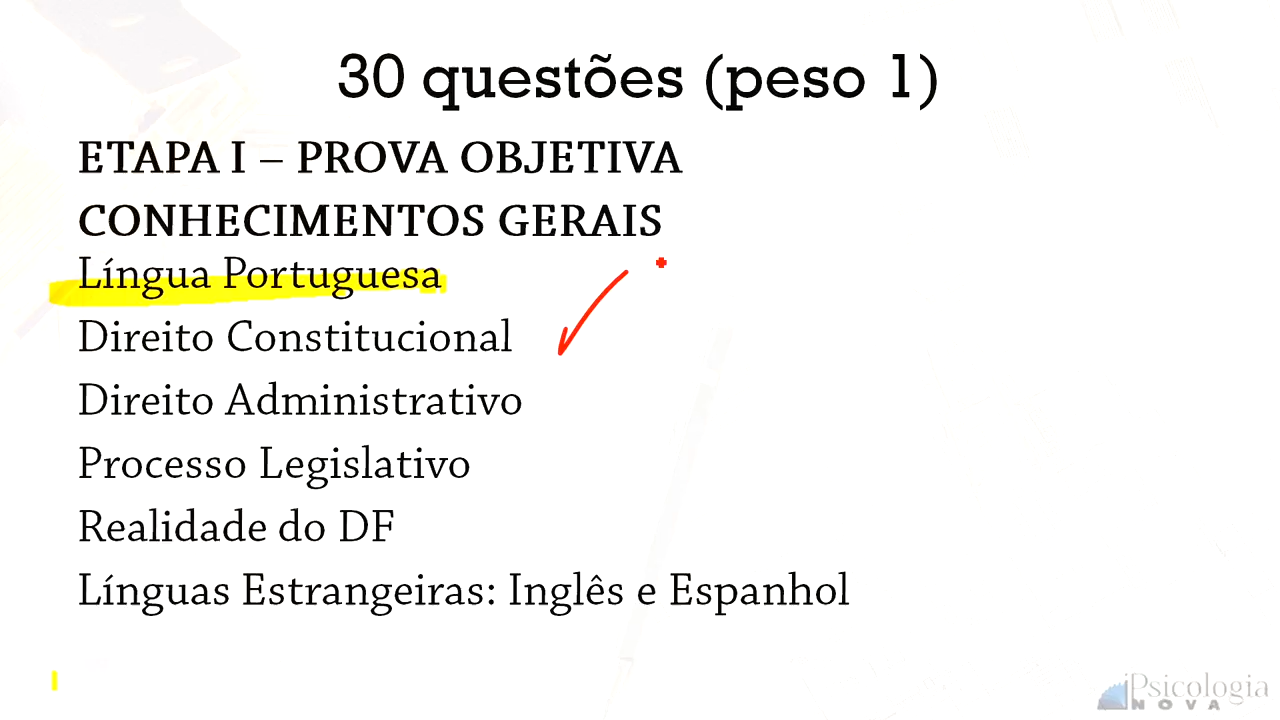 30 questões (peso 1)
ETAPA I – PROVA OBJETIVA
CONHECIMENTOS GERAIS
Língua Portuguesa
Direito Constitucional
Direito Administrativo
Processo Legislativo
Realidade do DF
Línguas Estrangeiras: Inglês e Espanhol
Psicologia
NOVA